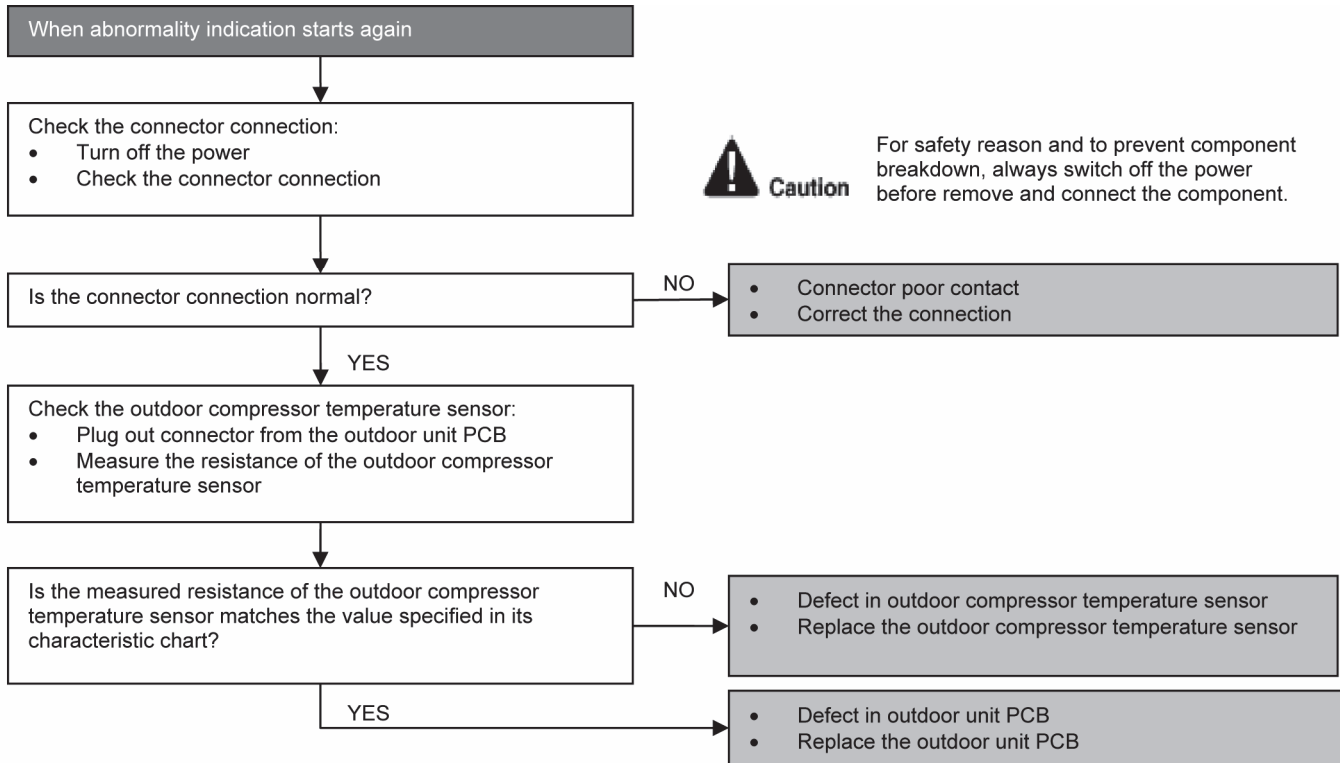 When abnormality indication starts again
Check the connector connection:
• Turn off the power
• Check the connector connection
Caution
For safety reason and to prevent component
breakdown, always switch off the power
before remove and connect the component.
Is the connector connection normal?
NO
• Connector poor contact
• Correct the connection
YES
Check the outdoor compressor temperature sensor:
• Plug out connector from the outdoor unit PCB
• Measure the resistance of the outdoor compressor
temperature sensor
Is the measured resistance of the outdoor compressor
temperature sensor matches the value specified in its
characteristic chart?
NO
• Defect in outdoor compressor temperature sensor
• Replace the outdoor compressor temperature sensor
YES
• Defect in outdoor unit PCB
• Replace the outdoor unit PCB